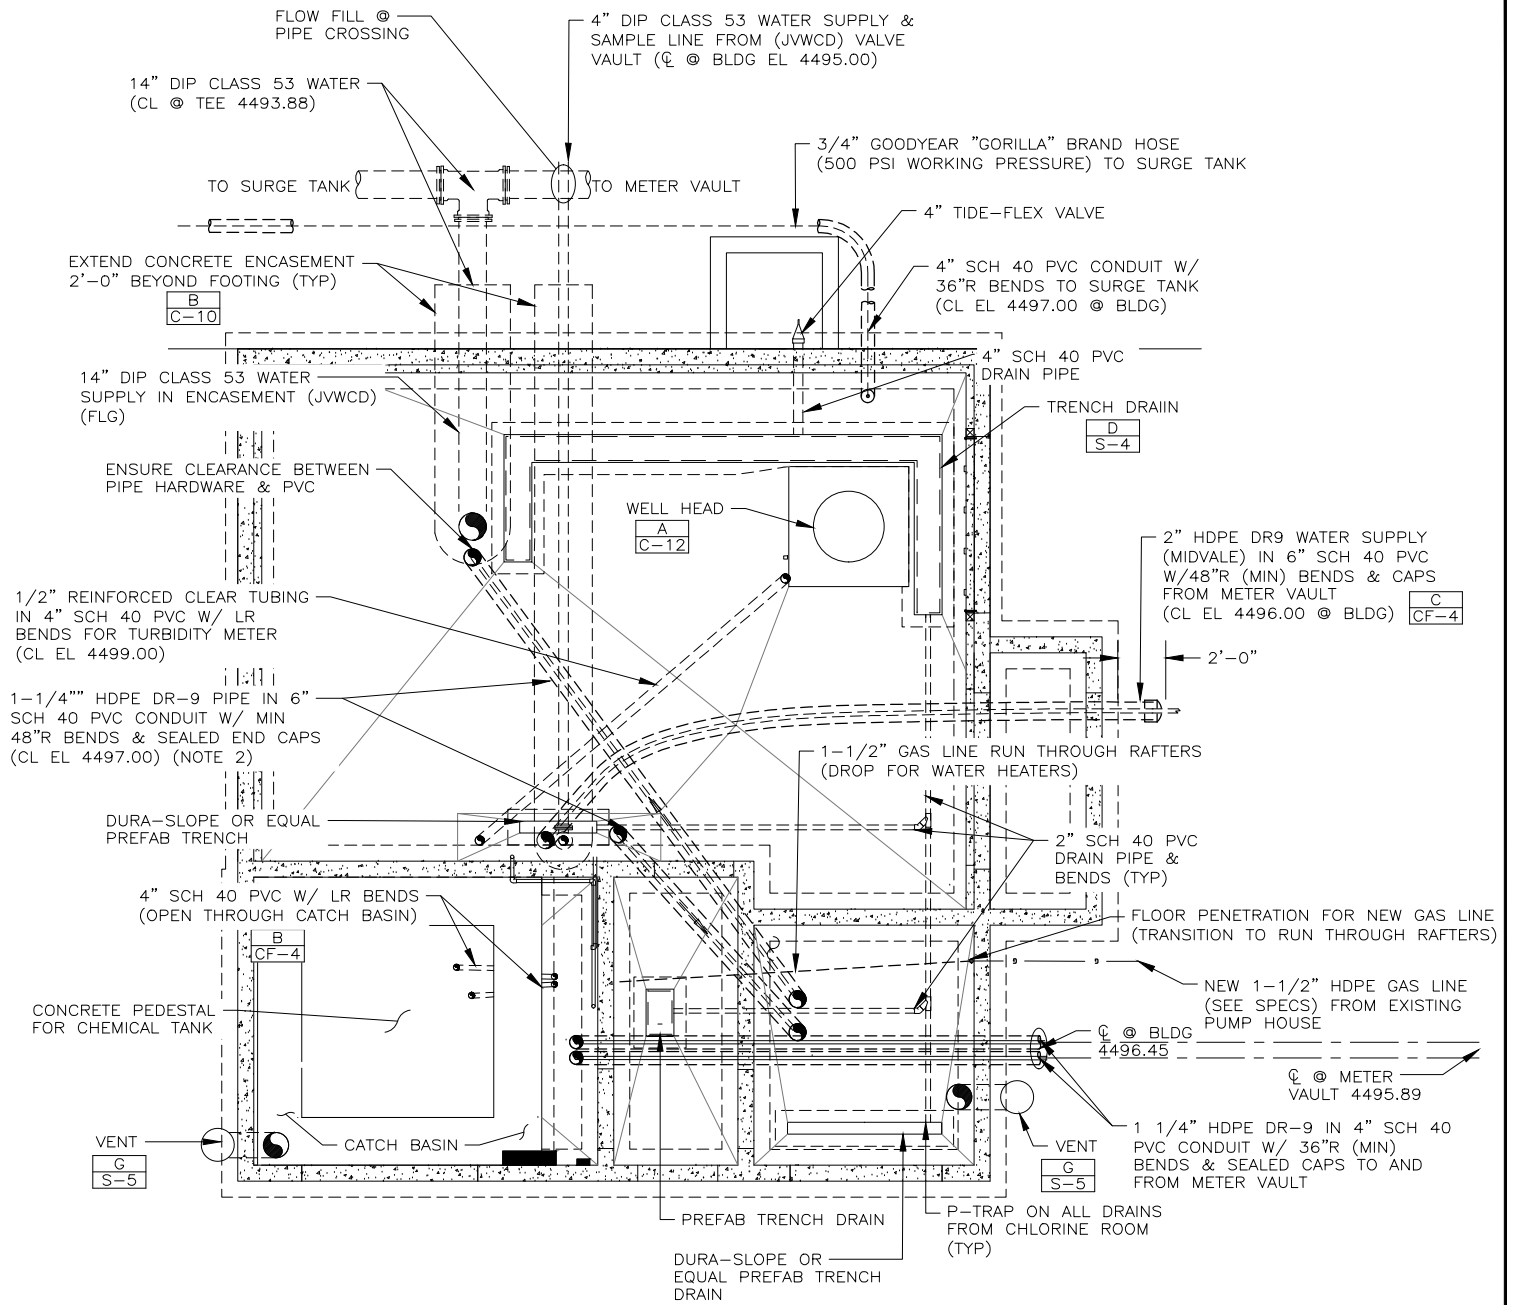 FLOW FILL @
PIPE CROSSING
4” DIP CLASS 53 WATER SUPPLY &
SAMPLE LINE FROM (JVWCD) VALVE
VAULT (℄ @ BLDG EL 4495.00)
14” DIP CLASS 53 WATER
(CL @ TEE 4493.88)
3/4” GOODYEAR "GORILLA" BRAND HOSE
(500 PSI WORKING PRESSURE) TO SURGE TANK
TO SURGE TANK
TO METER VAULT
4” TIDE-FLEX VALVE
EXTEND CONCRETE ENCASEMENT
2’-0” BEYOND FOOTING (TYP)
B
C-10
4” SCH 40 PVC CONDUIT W/
36”R BENDS TO SURGE TANK
(CL EL 4497.00 @ BLDG)
4” SCH 40 PVC
DRAIN PIPE
14” DIP CLASS 53 WATER
SUPPLY IN ENCASEMENT (JVWCD)
(FLG)
TRENCH DRAIIN
D
S-4
ENSURE CLEARANCE BETWEEN
PIPE HARDWARE & PVC
WELL HEAD
A
C-12
2” HDPE DR9 WATER SUPPLY
(MIDVALE) IN 6” SCH 40 PVC
W/48”R (MIN) BENDS & CAPS
FROM METER VAULT
(CL EL 4496.00 @ BLDG)
C
CF-4
1/2” REINFORCED CLEAR TUBING
IN 4” SCH 40 PVC W/ LR
BENDS FOR TURBIDITY METER
(CL EL 4499.00)
2’-0”
1-1/4”” HDPE DR-9 PIPE IN 6”
SCH 40 PVC CONDUIT W/ MIN
48”R BENDS & SEALED END CAPS
(CL EL 4497.00) (NOTE 2)
1-1/2” GAS LINE RUN THROUGH RAFTERS
(DROP FOR WATER HEATERS)
DURA-SLOPE OR EQUAL
PREFAB TRENCH
2” SCH 40 PVC
DRAIN PIPE &
BENDS (TYP)
4” SCH 40 PVC W/ LR BENDS
(OPEN THROUGH CATCH BASIN)
B
CF-4
FLOOR PENETRATION FOR NEW GAS LINE
(TRANSITION TO RUN THROUGH RAFTERS)
CONCRETE PEDESTAL
FOR CHEMICAL TANK
NEW 1-1/2” HDPE GAS LINE
(SEE SPECS) FROM EXISTING
PUMP HOUSE
℄ @ BLDG
4496.45
℄ @ METER
VAULT 4495.89
VENT
G
S-5
CATCH BASIN
VENT
G
S-5
1 1/4” HDPE DR-9 IN 4” SCH 40
PVC CONDUIT W/ 36”R (MIN)
BENDS & SEALED CAPS TO AND
FROM METER VAULT
PREFAB TRENCH DRAIN
P-TRAP ON ALL DRAINS
FROM CHLORINE ROOM
(TYP)
DURA-SLOPE OR
EQUAL PREFAB TRENCH
DRAIN